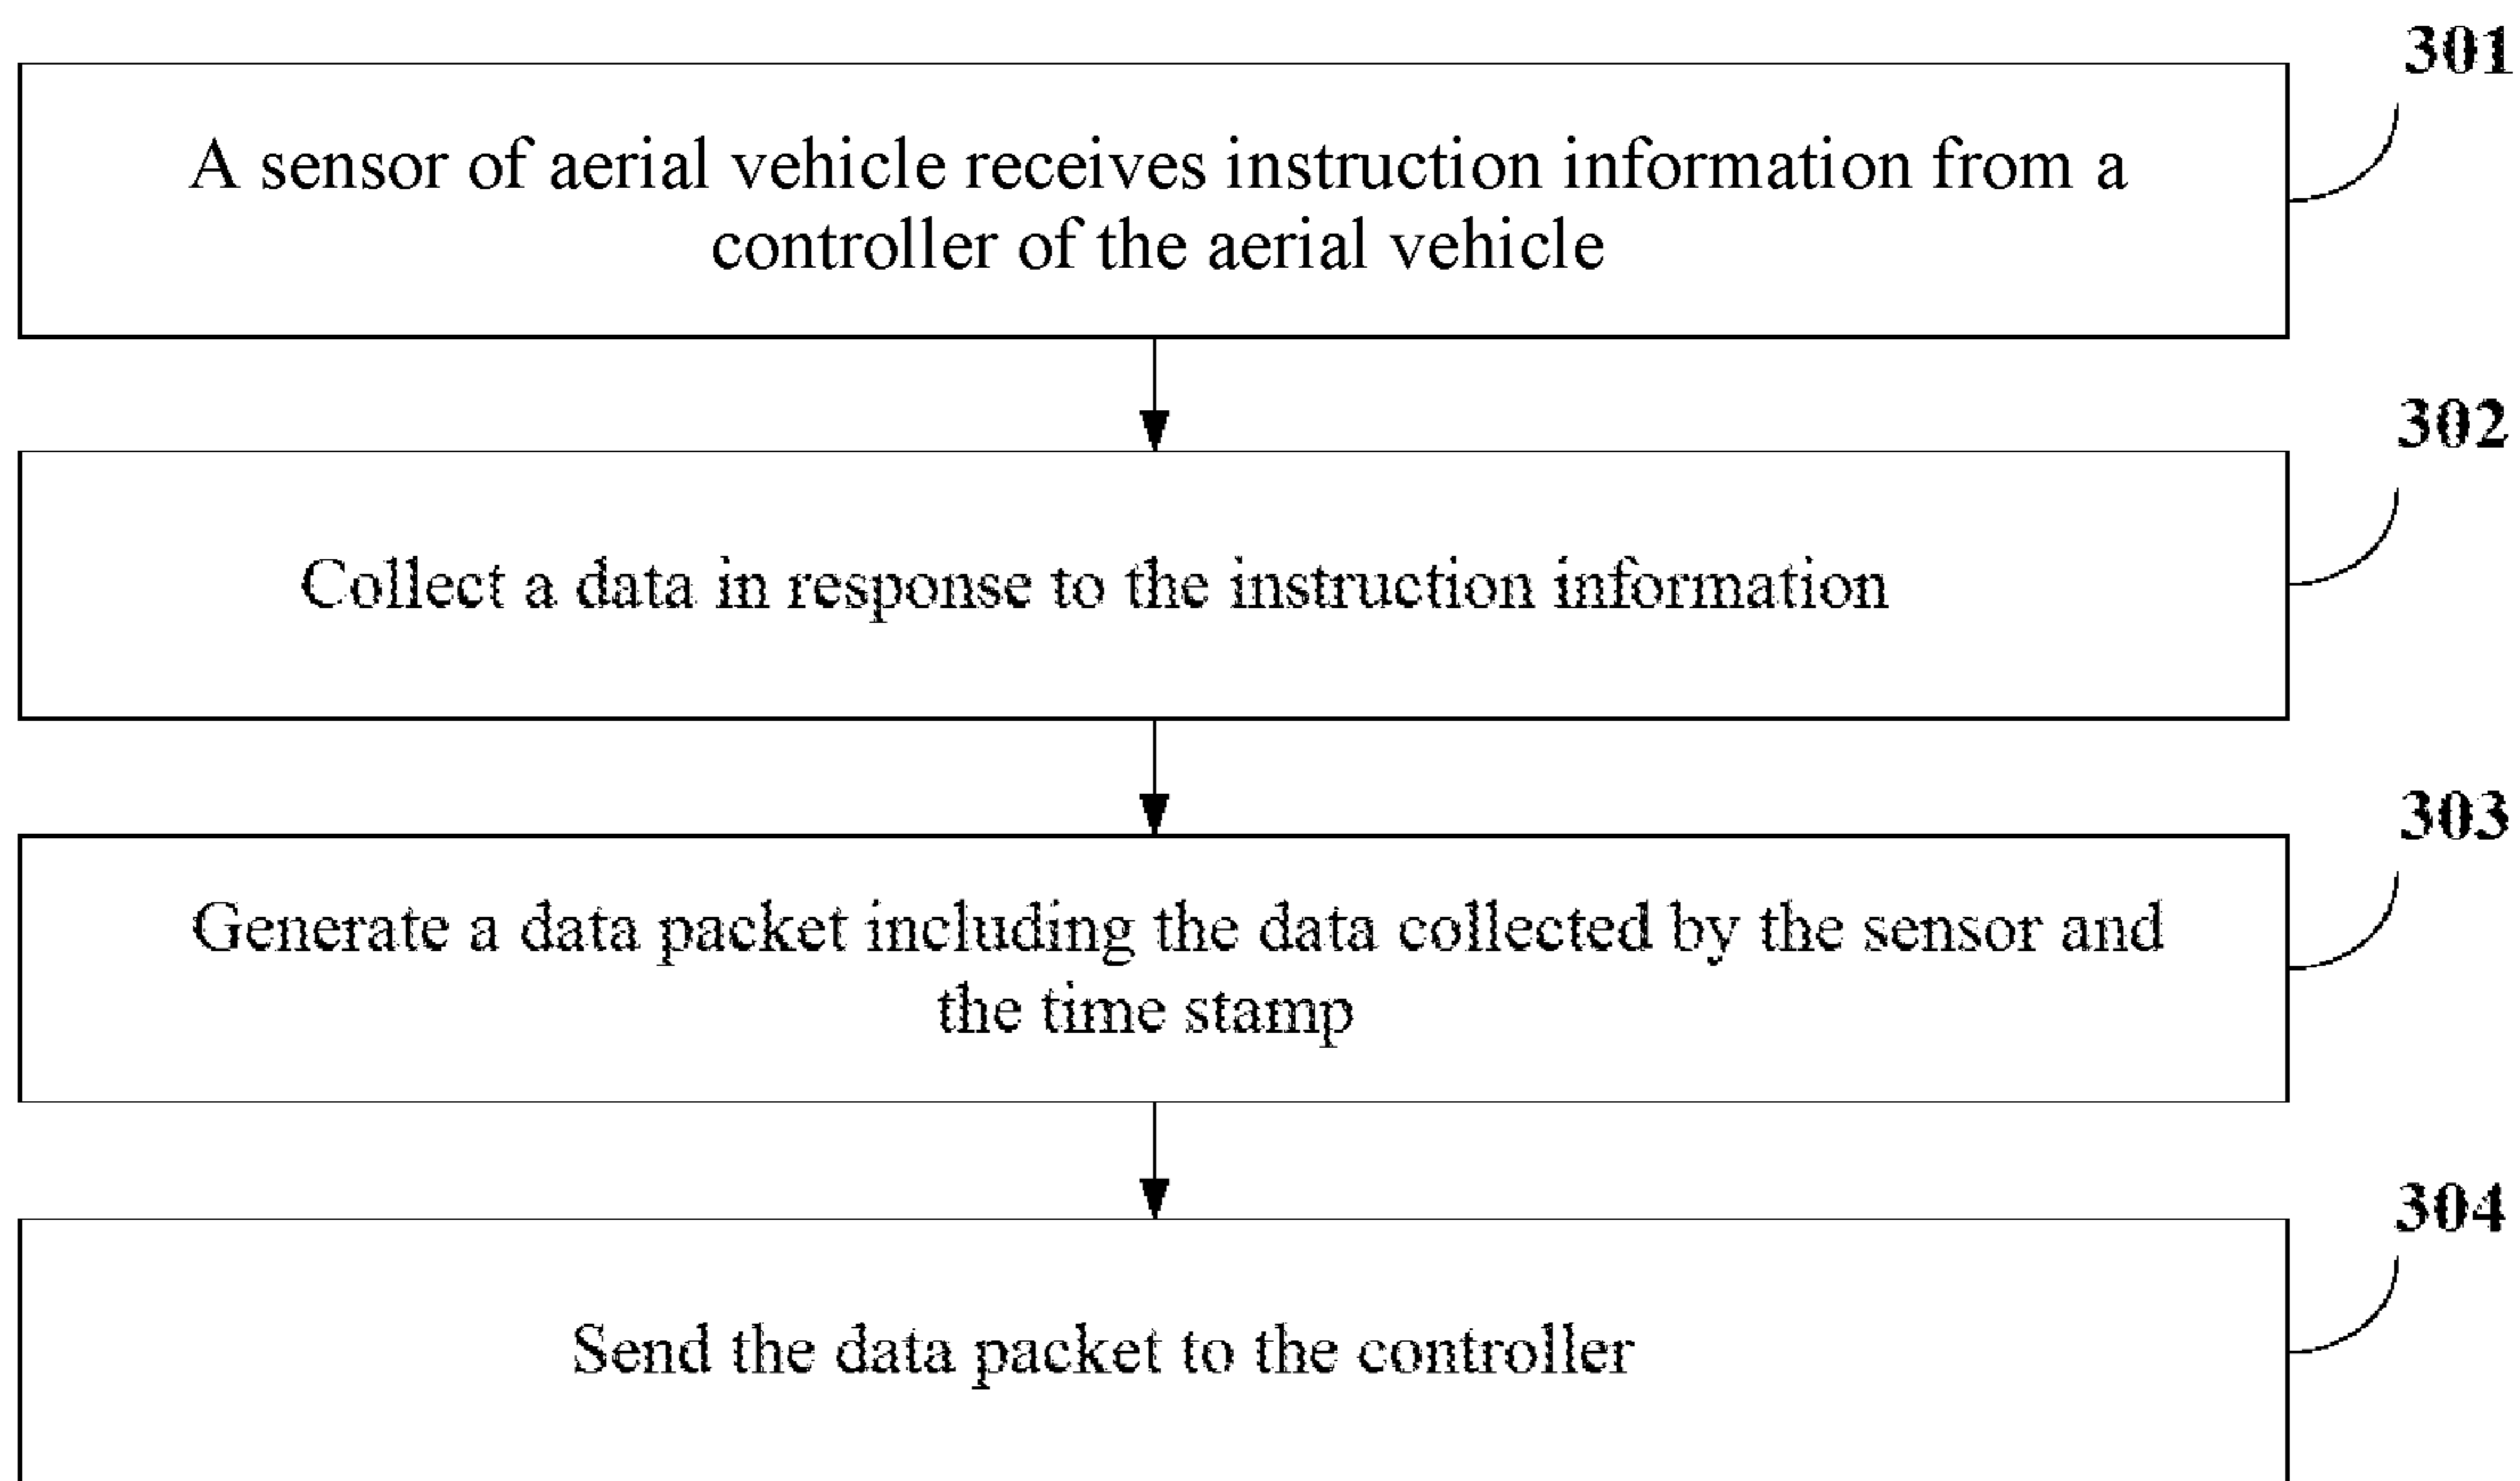 301
A sensor of aerial vehicle receives instruction information from a
controller of the aerial vehicle
302
Collect a data in response to the instruction information
303
Generate a data packet including the data collected by the sensor and
the time stamp
304
Send the data packet to the controller